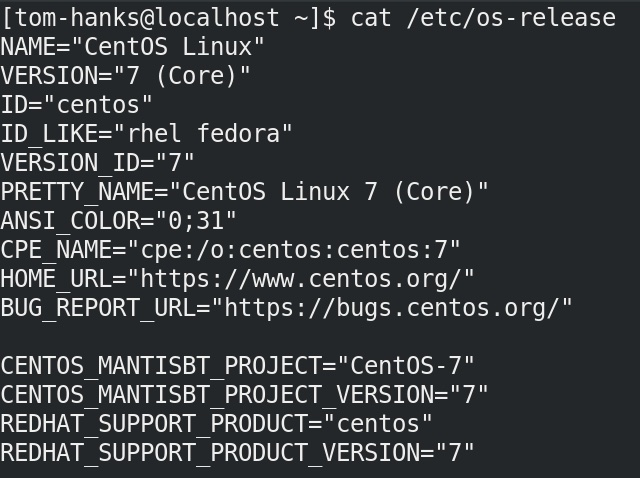 [tom-hanks@localhost ~]$ cat /etc/os-release
NAME="CentOS Linux"
VERSION="7 (Core)"
ID="centos"
ID_LIKE="rhel fedora"
VERSION_ID="7"
PRETTY_NAME="CentOS Linux 7 (Core)"
ANSI_COLOR="0;31"
CPE_NAME="cpe:/o:centos:centos:7"
HOME_URL="https://www.centos.org/"
BUG_REPORT_URL="https://bugs.centos.org/"

CENTOS_MANTISBT_PROJECT="CentOS-7"
CENTOS_MANTISBT_PROJECT_VERSION="7"
REDHAT_SUPPORT_PRODUCT="centos"
REDHAT_SUPPORT_PRODUCT_VERSION="7"